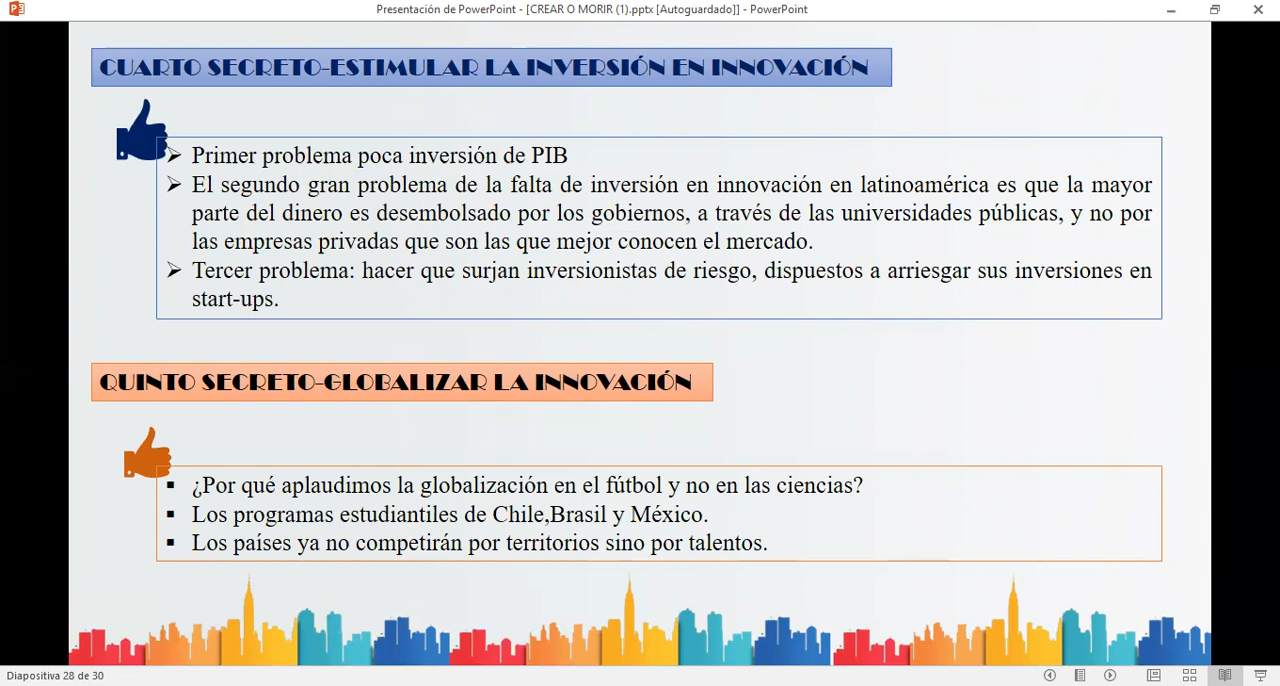 Presentación de PowerPoint - [CREAR O MORIR (1).pptx [Autoguardado]] - PowerPoint
CUARTO SECRETO-ESTIMULAR LA INVERSIÓN EN INNOVACIÓN
Primer problema poca inversión de PIB
El segundo gran problema de la falta de inversión en innovación en latinoamérica es que la mayor
parte del dinero es desembolsado por los gobiernos, a través de las universidades públicas, y no por
las empresas privadas que son las que mejor conocen el mercado.
Tercer problema: hacer que surjan inversionistas de riesgo, dispuestos a arriesgar sus inversiones en
start-ups.
QUINTO SECRETO-GLOBALIZAR LA INNOVACIÓN
¿Por qué aplaudimos la globalización en el fútbol y no en las ciencias?
Los programas estudiantiles de Chile,Brasil y México.
Los países ya no competirán por territorios sino por talentos.
Diapositiva 28 de 30